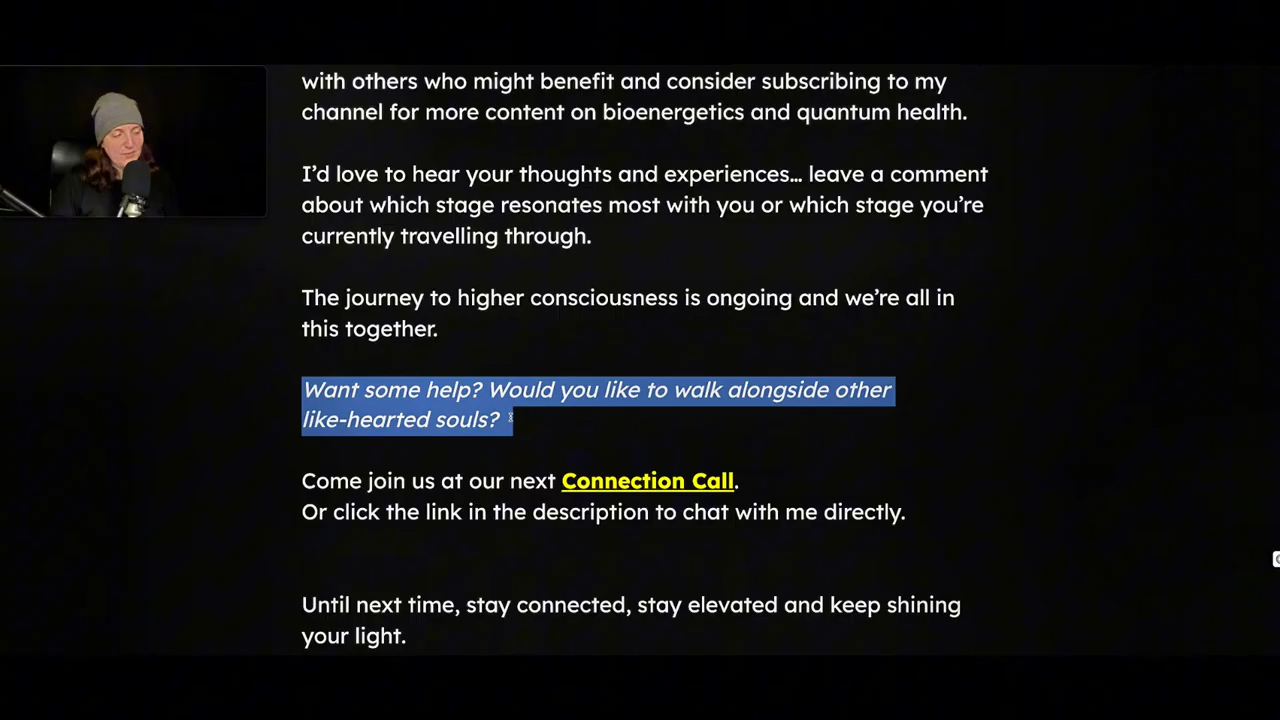 with others who might benefit and consider subscribing to my
channel for more content on bioenergetics and quantum health.
I’d love to hear your thoughts and experiences... leave a comment
about which stage resonates most with you or which stage you’re
currently travelling through.
The journey to higher consciousness is ongoing and we’re all in
this together.
Want some help? Would you like to walk alongside other
like-hearted souls?
Come join us at our next Connection Call.
Or click the link in the description to chat with me directly.
Until next time, stay connected, stay elevated and keep shining
your light.